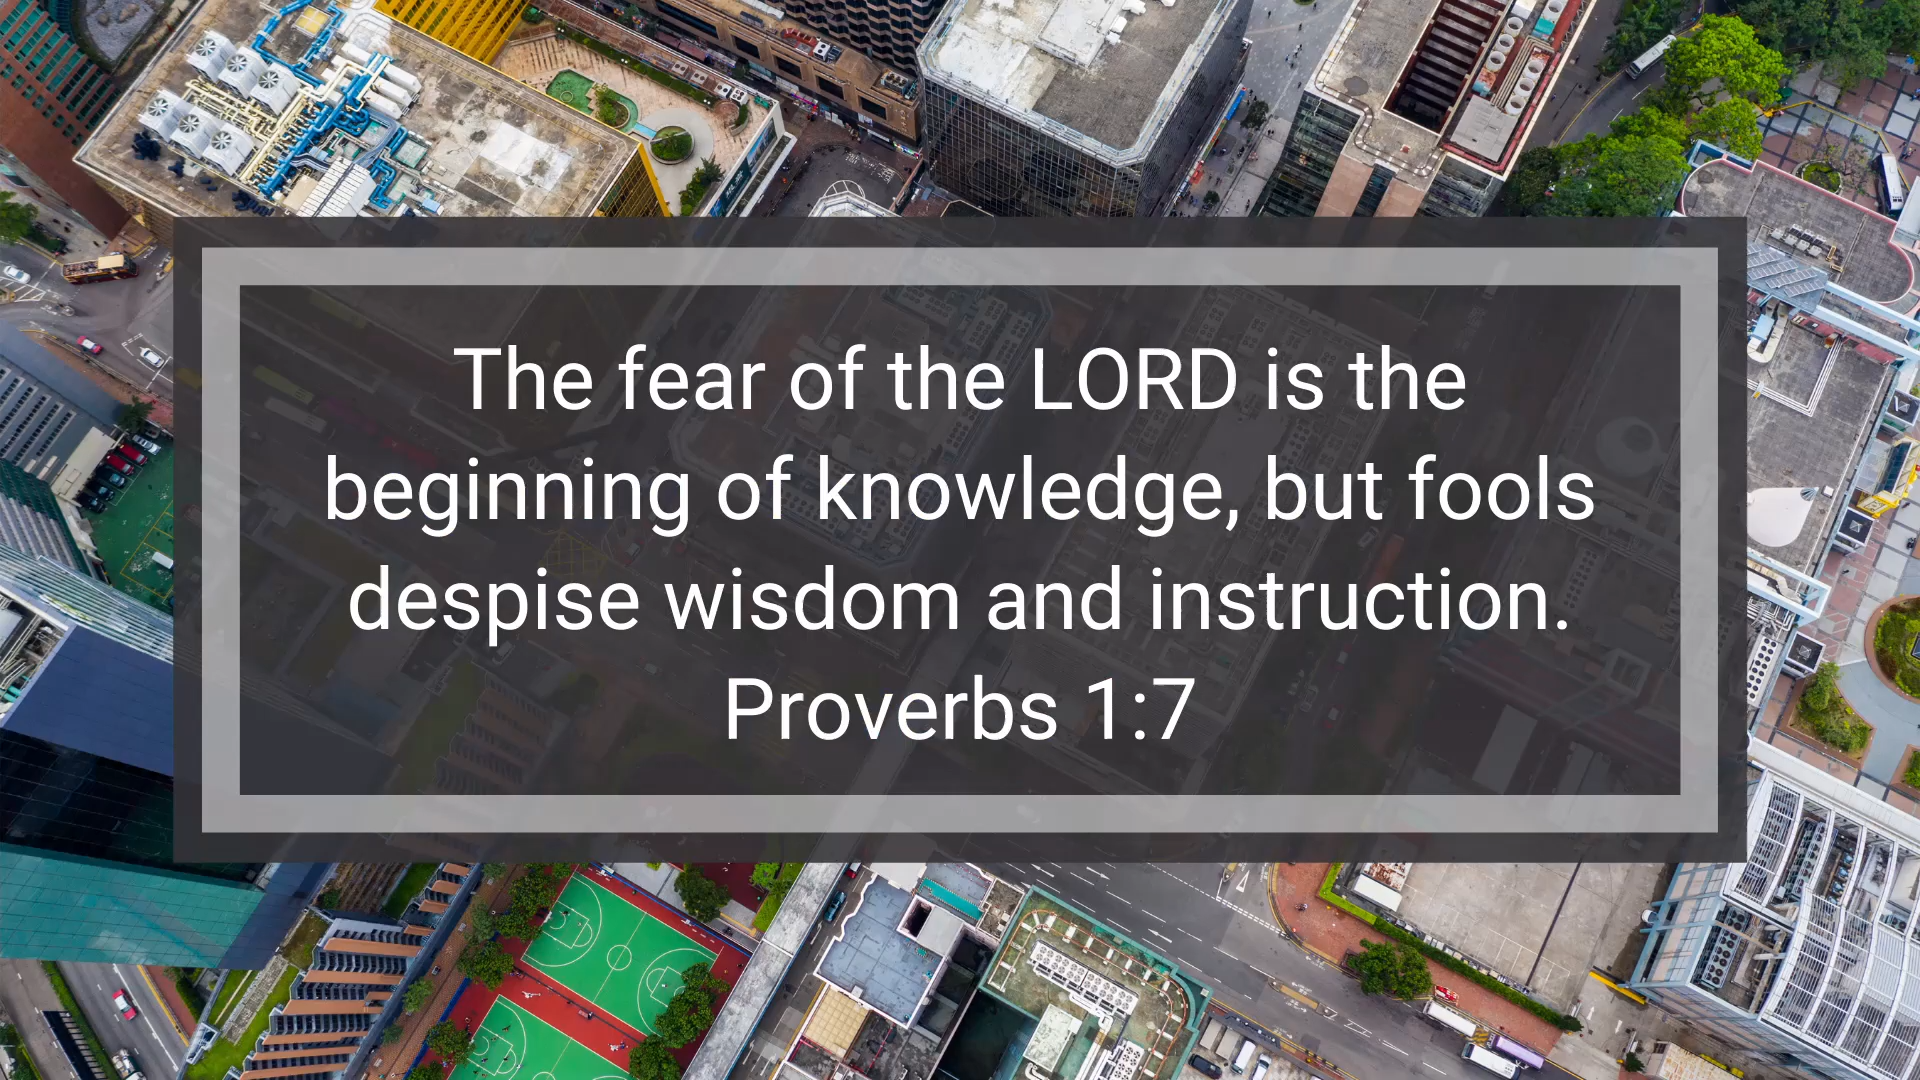 The fear of the LORD is the
beginning of knowledge, but fools
despise wisdom and instruction.
Proverbs 1:7